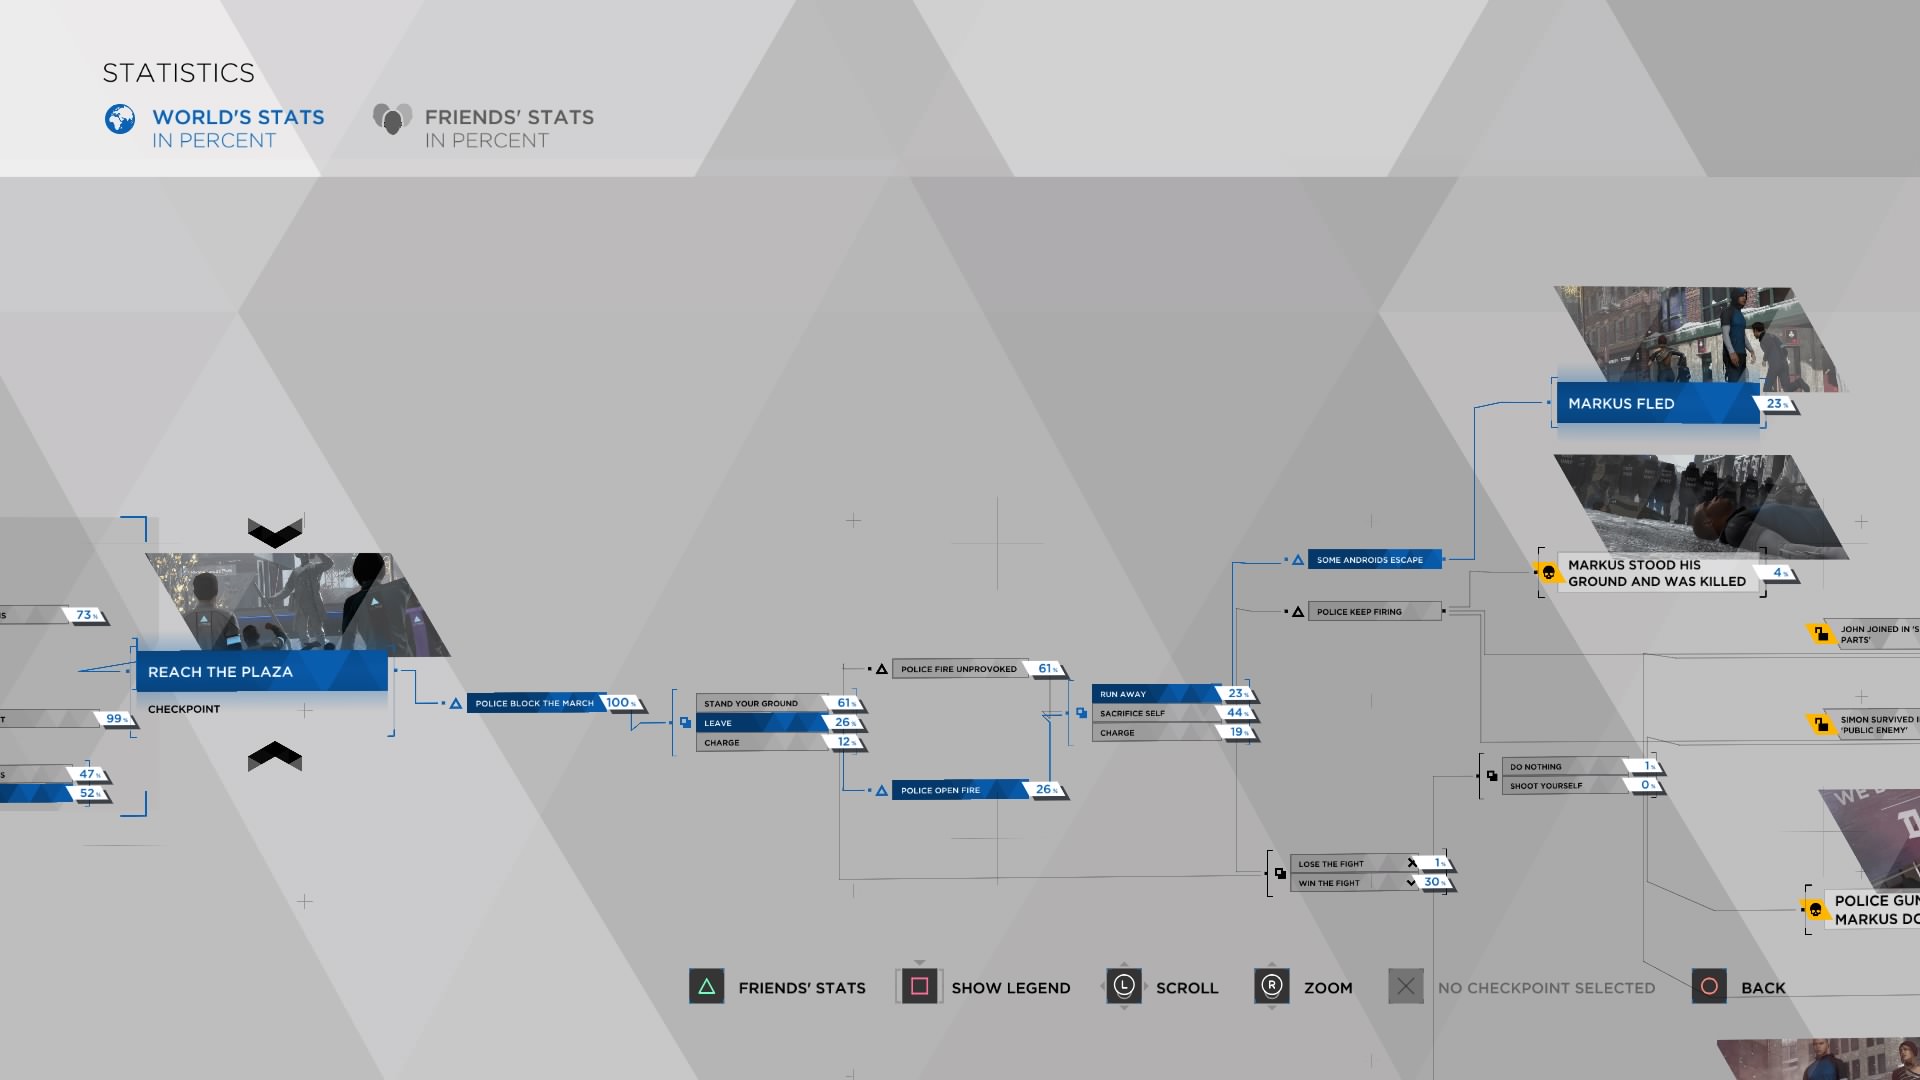 STATISTICS
WORLD'S STATS
IN PERCENT
FRIENDS' STATS
IN PERCENT
MARKUS FLED
23%
SOME ANDROIDS ESCAPE
MARKUS STOOD HIS
GROUND AND WAS KILLED
4%
POLICE KEEP FIRING
S
73%
REACH THE PLAZA
CHECKPOINT
T
99%
S
47%
52%
POLICE BLOCK THE MARCH
100%
STAND YOUR GROUND
61%
LEAVE
26%
CHARGE
12%
POLICE FIRE UNPROVOKED
61%
POLICE OPEN FIRE
26%
RUN AWAY
23%
SACRIFICE SELF
44%
CHARGE
19%
JOHN JOINED IN 'S
PARTS'
SIMON SURVIVED I
'PUBLIC ENEMY'
DO NOTHING
1%
SHOOT YOURSELF
0%
LOSE THE FIGHT
1%
WIN THE FIGHT
30%
WE
D
POLICE GUN
MARKUS DO
FRIENDS' STATS
SHOW LEGEND
L
SCROLL
R
ZOOM
NO CHECKPOINT SELECTED
BACK